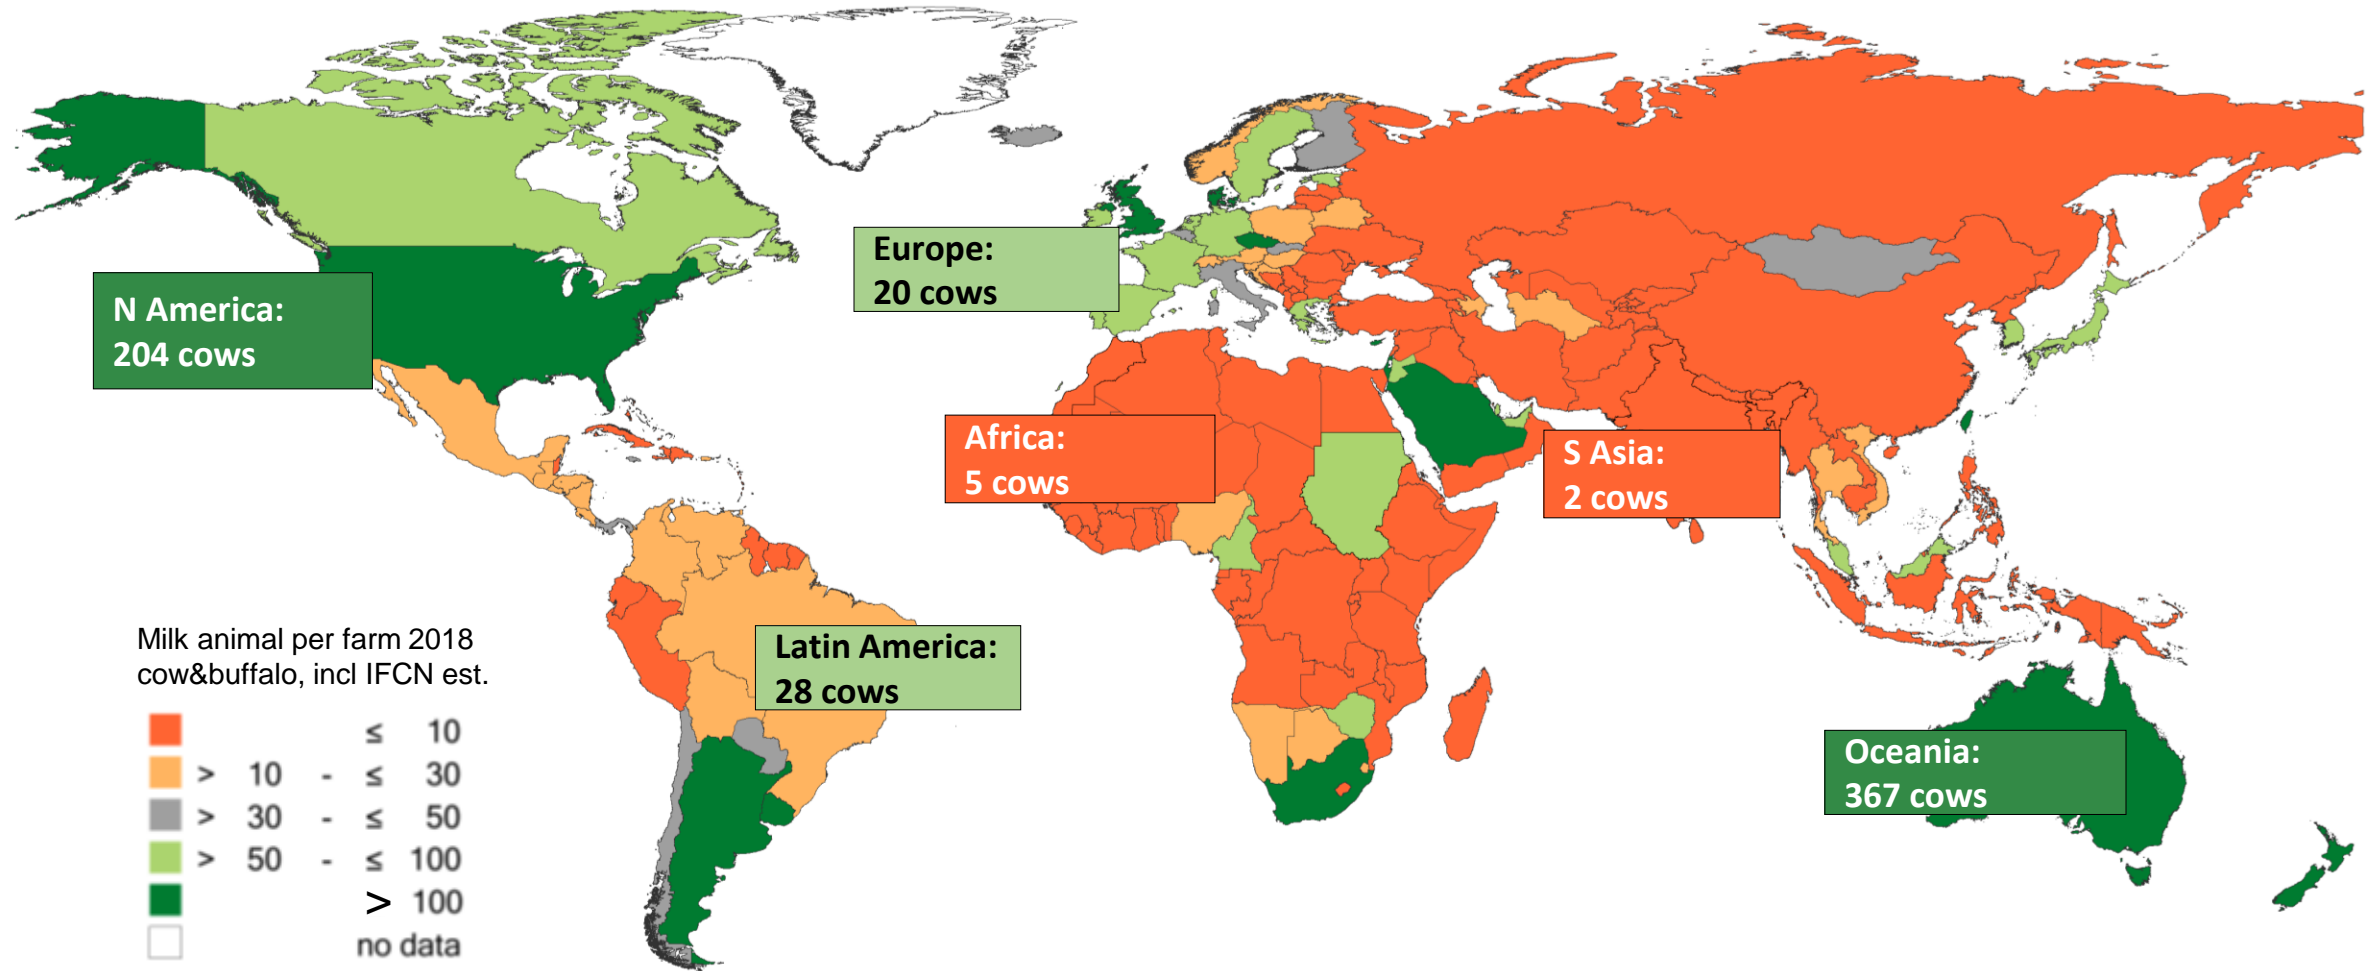 N America:
204 cows
Europe:
20 cows
Africa:
5 cows
S Asia:
2 cows
Latin America:
28 cows
Oceania:
367 cows
Milk animal per farm 2018
cow&buffalo, incl IFCN est.
≤ 10
> 10 - ≤ 30
> 30 - ≤ 50
> 50 - ≤ 100
> 100
no data